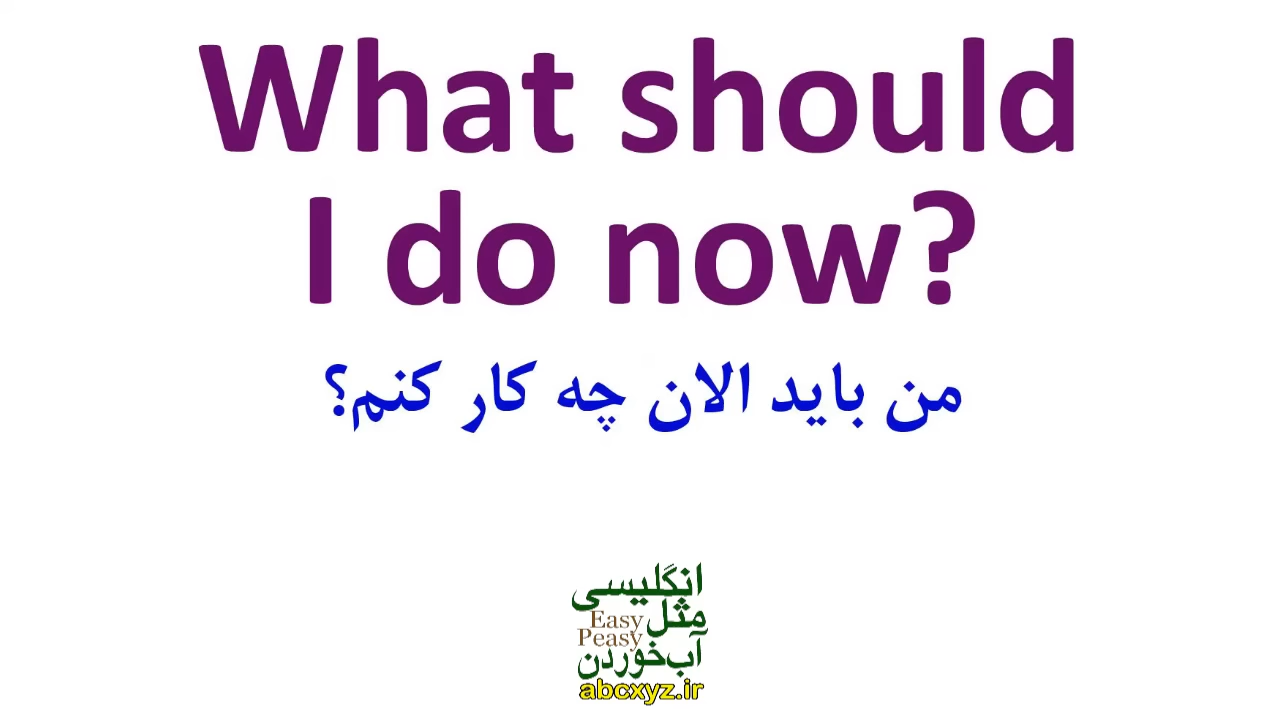 What should
I do now?
من باید الان چه کار کنم؟
انگلیسی
مثل Easy
Peasy
آب‌خوردن
abcxyz.ir